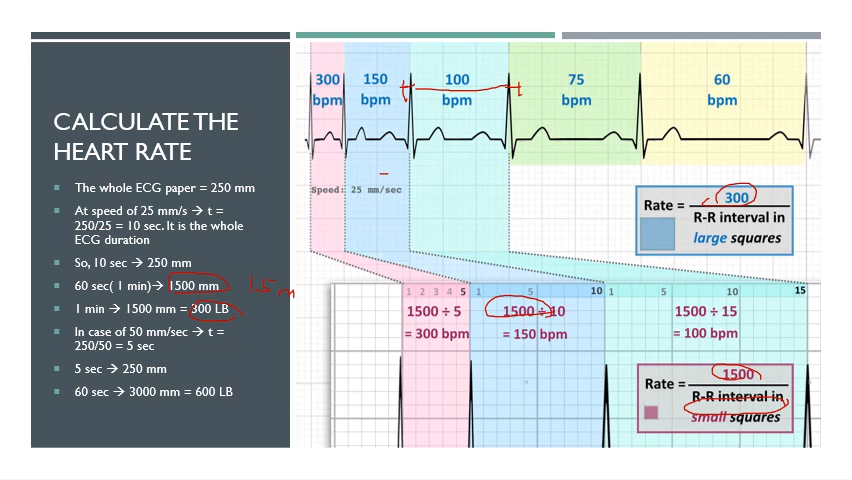 CALCULATE THE
HEART RATE
The whole ECG paper = 250 mm
At speed of 25 mm/s → t =
250/25 = 10 sec. It is the whole
ECG duration
So, 10 sec → 250 mm
60 sec( 1 min)→ 1500 mm
1 min → 1500 mm = 300 LB
In case of 50 mm/sec → t =
250/50 = 5 sec
5 sec → 250 mm
60 sec → 3000 mm = 600 LB
1.5 m
300 150 100 75 60
bpm bpm bpm bpm bpm
Speed: 25 mm/sec
Rate = 300
R-R interval in
large squares
1 2 3 4 5 1 5 10 1 5 10 15
1500 ÷ 5 1500 ÷ 10 1500 ÷ 15
= 300 bpm = 150 bpm = 100 bpm
Rate = 1500
R-R interval in
small squares